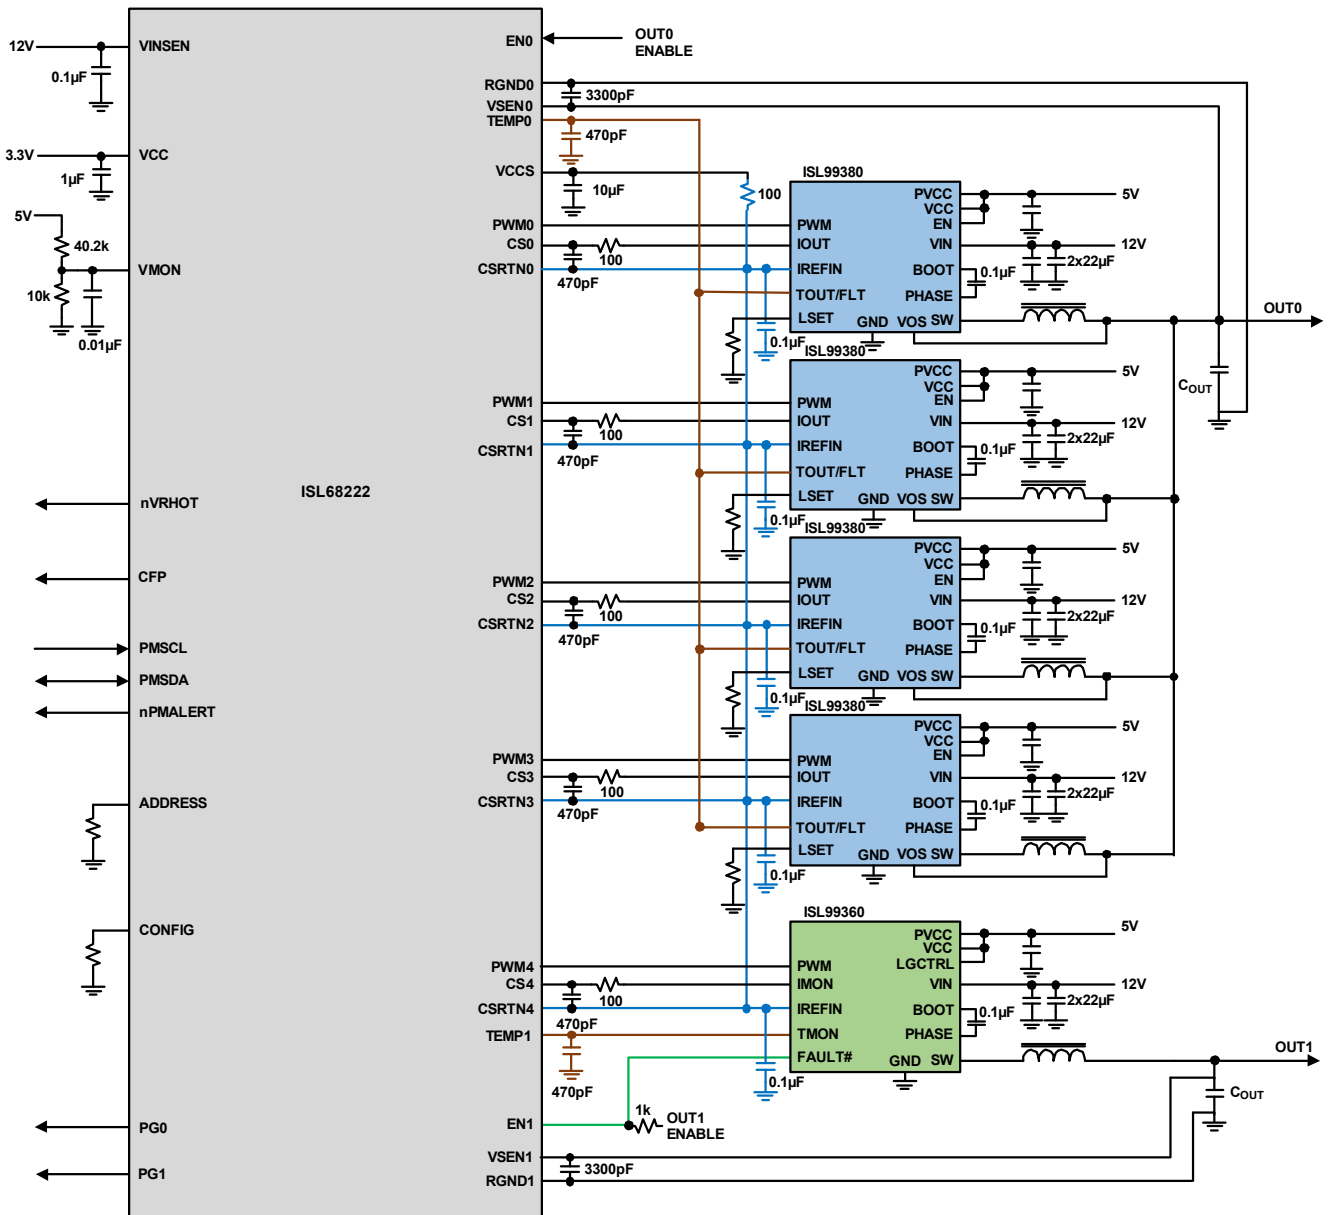 12V
VINSEN
0.1µF
3.3V
VCC
1µF
5V
40.2k
VMON
10k
0.01µF
ISL68222
nVRHOT
CFP
PMSCL
PMSDA
nPMALERT
ADDRESS
CONFIG
PG0
PG1
EN0
OUT0
ENABLE
RGND0
3300pF
VSEN0
TEMP0
470pF
VCCS
10µF
100
PWM0
CS0
100
CSRTN0
470pF
ISL99380
PVCC
5V
VCC
EN
PWM
IOUT
VIN
12V
IREFIN
BOOT
0.1µF
2x22µF
TOUT/FLT
PHASE
LSET
GND
VOS SW
0.1µF
OUT0
COUT
ISL99380
PVCC
5V
VCC
EN
PWM1
PWM
CS1
100
IOUT
VIN
12V
CSRTN1
470pF
IREFIN
BOOT
0.1µF
2x22µF
TOUT/FLT
PHASE
LSET
GND
VOS SW
0.1µF
ISL99380
PVCC
5V
VCC
EN
PWM2
PWM
CS2
100
IOUT
VIN
12V
CSRTN2
470pF
IREFIN
BOOT
0.1µF
2x22µF
TOUT/FLT
PHASE
LSET
GND
VOS SW
0.1µF
ISL99380
PVCC
5V
VCC
EN
PWM3
PWM
CS3
100
IOUT
VIN
12V
CSRTN3
470pF
IREFIN
BOOT
0.1µF
2x22µF
TOUT/FLT
PHASE
LSET
GND
VOS SW
0.1µF
ISL99360
PVCC
5V
VCC
LGCTRL
PWM4
PWM
CS4
100
IMON
VIN
12V
CSRTN4
470pF
IREFIN
BOOT
0.1µF
2x22µF
TEMP1
TMON
PHASE
FAULT#
GND
SW
470pF
0.1µF
OUT1
COUT
EN1
1k
OUT1
ENABLE
VSEN1
3300pF
RGND1